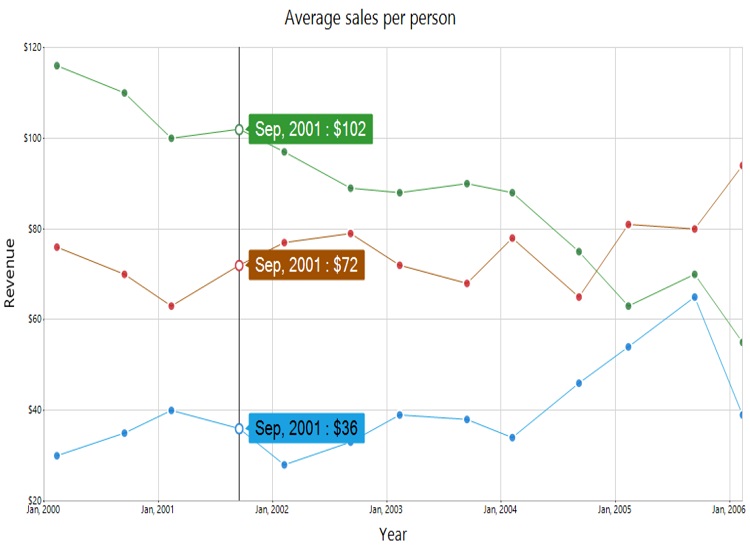 Average sales per person
$120
$100
$80
$60
$40
$20
Revenue
Sep, 2001 : $102
Sep, 2001 : $72
Sep, 2001 : $36
Jan, 2000
Jan, 2001
Jan, 2002
Jan, 2003
Jan, 2004
Jan, 2005
Jan, 2006
Year